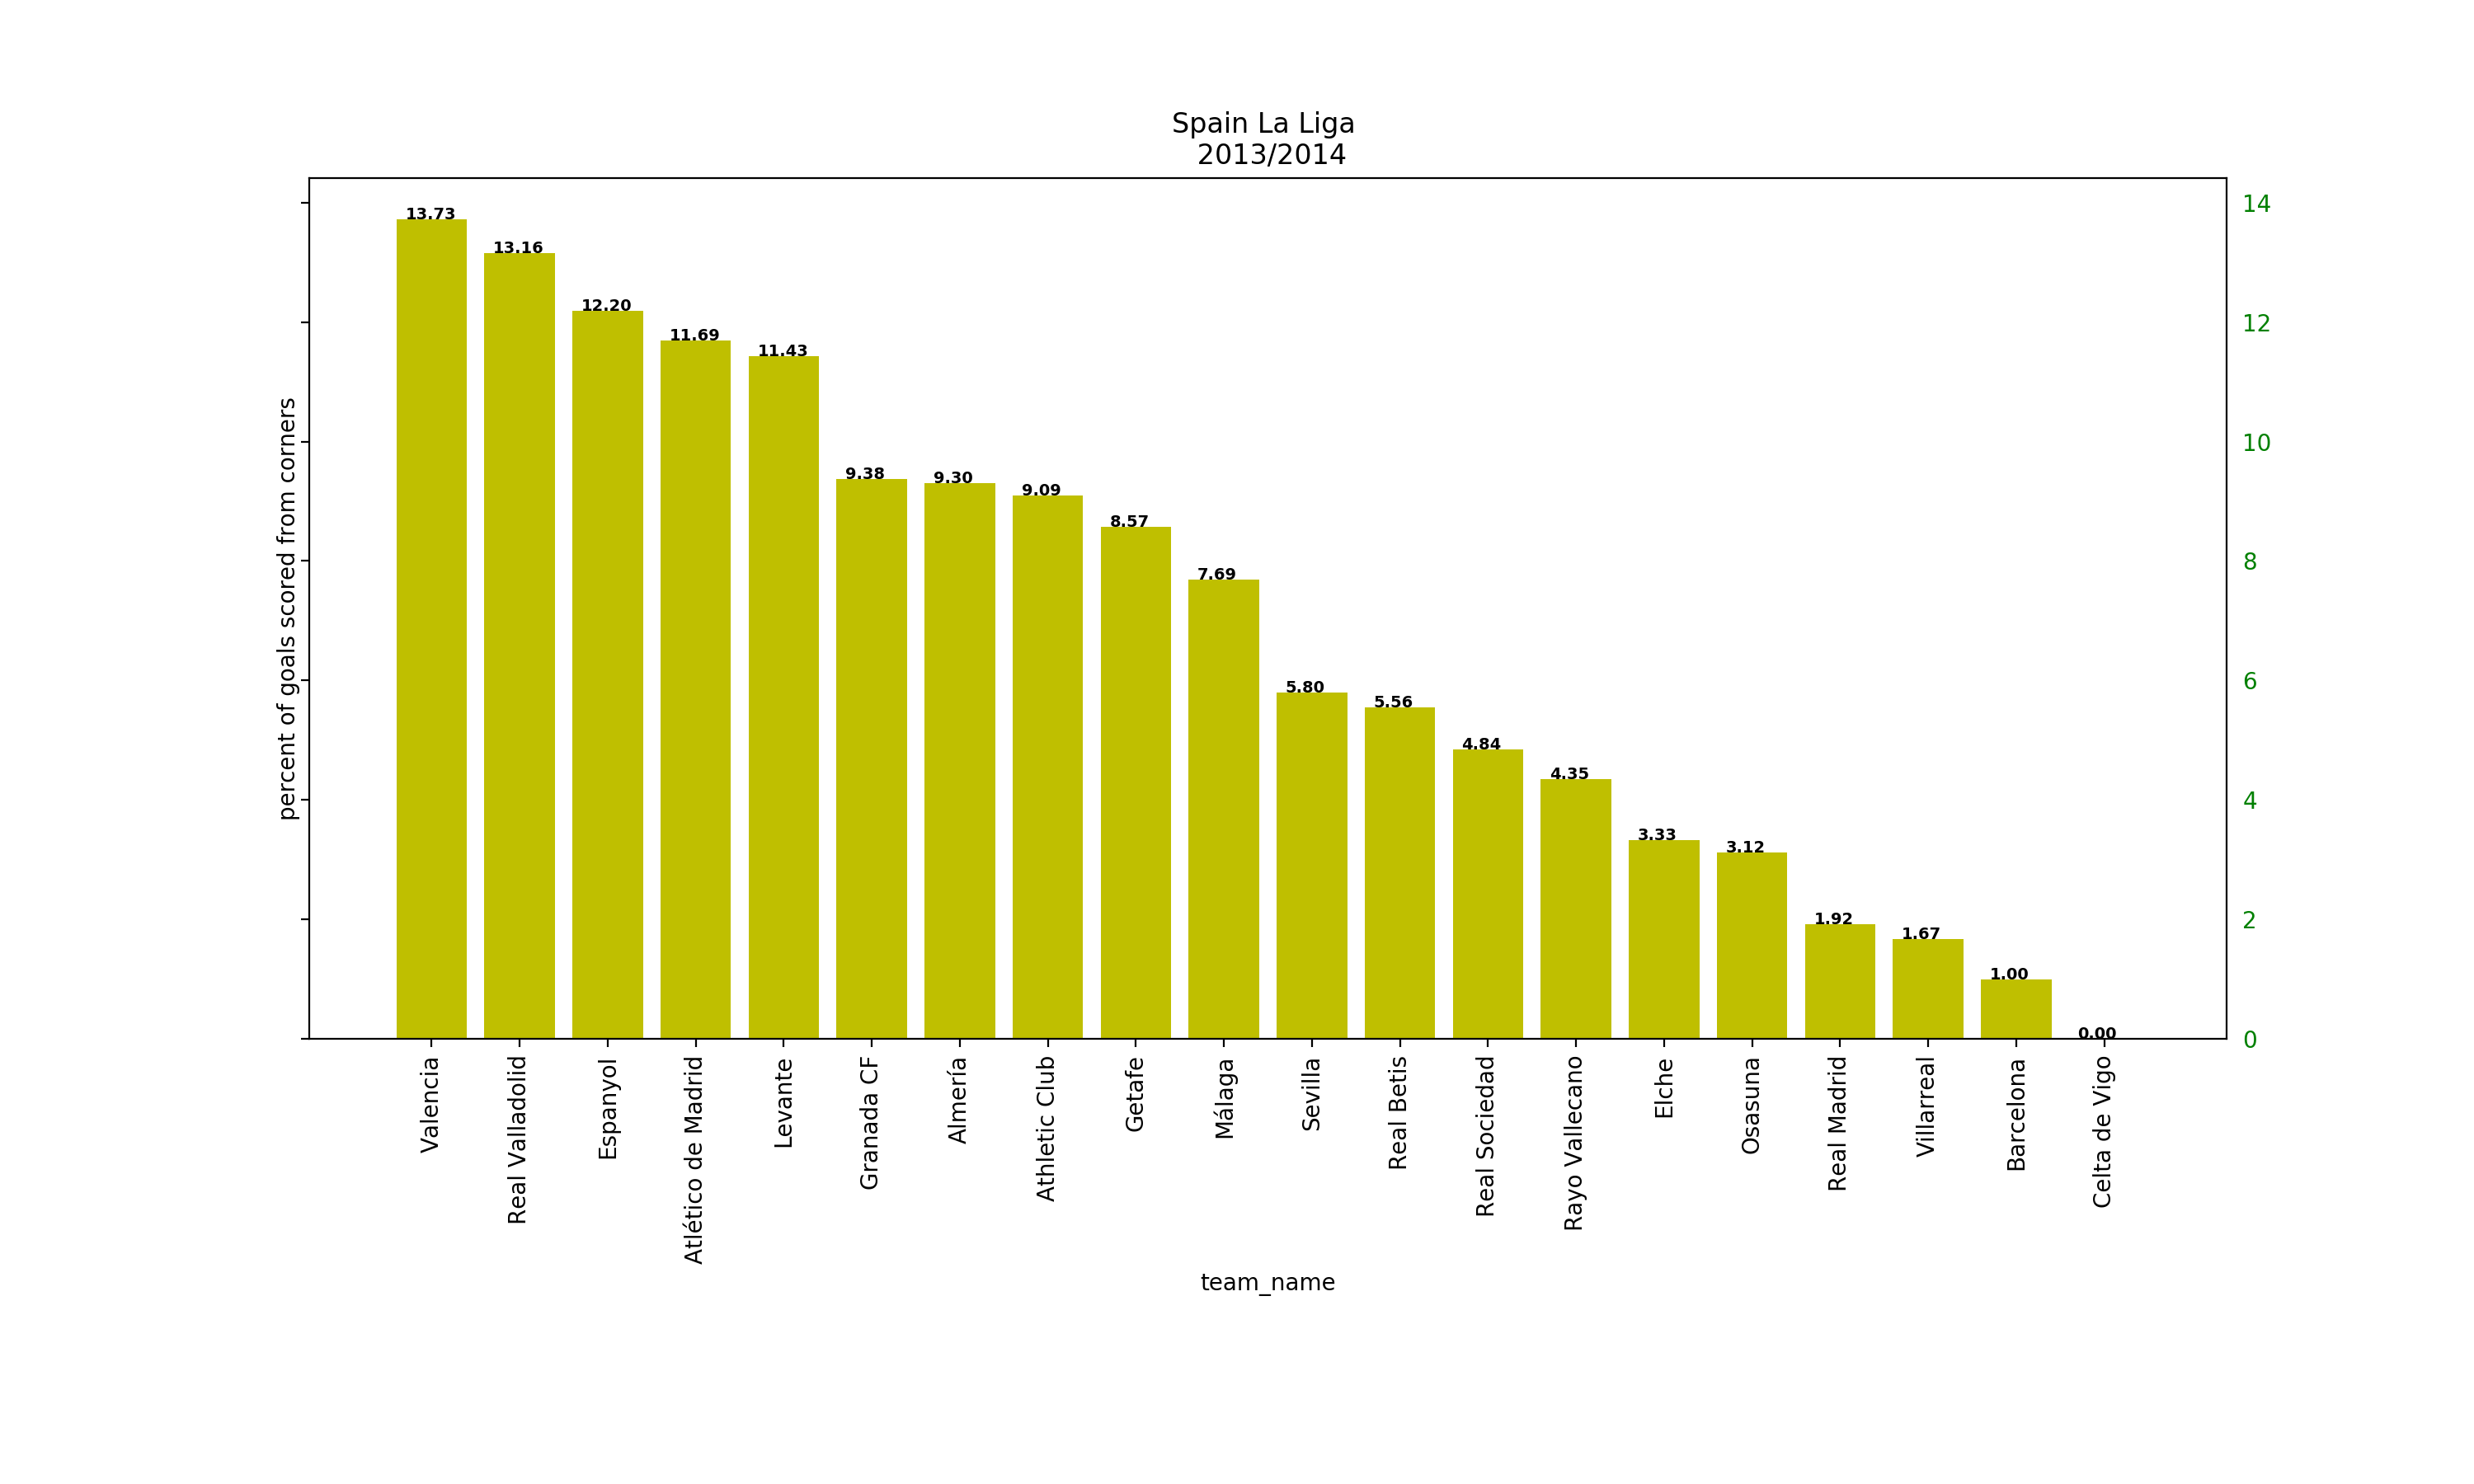 Spain La Liga
2013/2014
percent of goals scored from corners
14
12
10
8
6
4
2
0
13.73
13.16
12.20
11.69
11.43
9.38
9.30
9.09
8.57
7.69
5.80
5.56
4.84
4.35
3.33
3.12
1.92
1.67
1.00
0.00
Valencia
Real Valladolid
Espanyol
Atlético de Madrid
Levante
Granada CF
Almería
Athletic Club
Getafe
Málaga
Sevilla
Real Betis
Real Sociedad
Rayo Vallecano
Elche
Osasuna
Real Madrid
Villarreal
Barcelona
Celta de Vigo
team_name